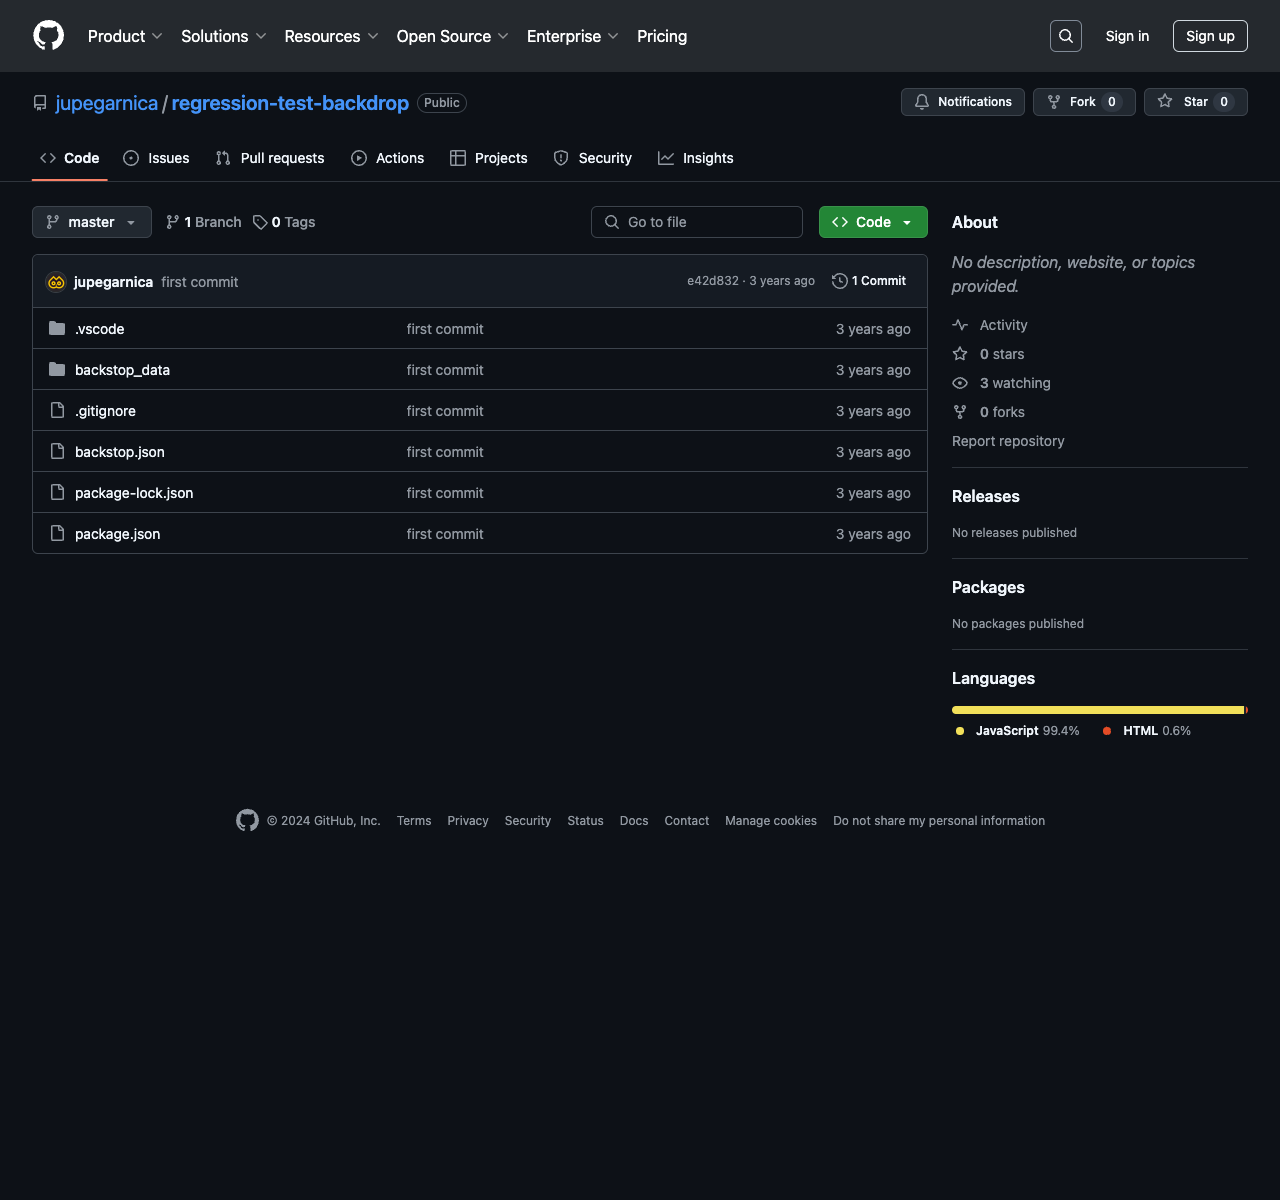 Product Solutions Resources Open Source Enterprise Pricing Sign in Sign up
jupegarnica / regression-test-backdrop Public Notifications Fork 0 Star 0
Code Issues Pull requests Actions Projects Security Insights
master 1 Branch 0 Tags Go to file Code
jupegarnica first commit e42d832 · 3 years ago 1 Commit
.vscode first commit 3 years ago
backstop_data first commit 3 years ago
.gitignore first commit 3 years ago
backstop.json first commit 3 years ago
package-lock.json first commit 3 years ago
package.json first commit 3 years ago
About
No description, website, or topics
provided.
Activity
0 stars
3 watching
0 forks
Report repository
Releases
No releases published
Packages
No packages published
Languages
JavaScript 99.4% HTML 0.6%
© 2024 GitHub, Inc. Terms Privacy Security Status Docs Contact Manage cookies Do not share my personal information